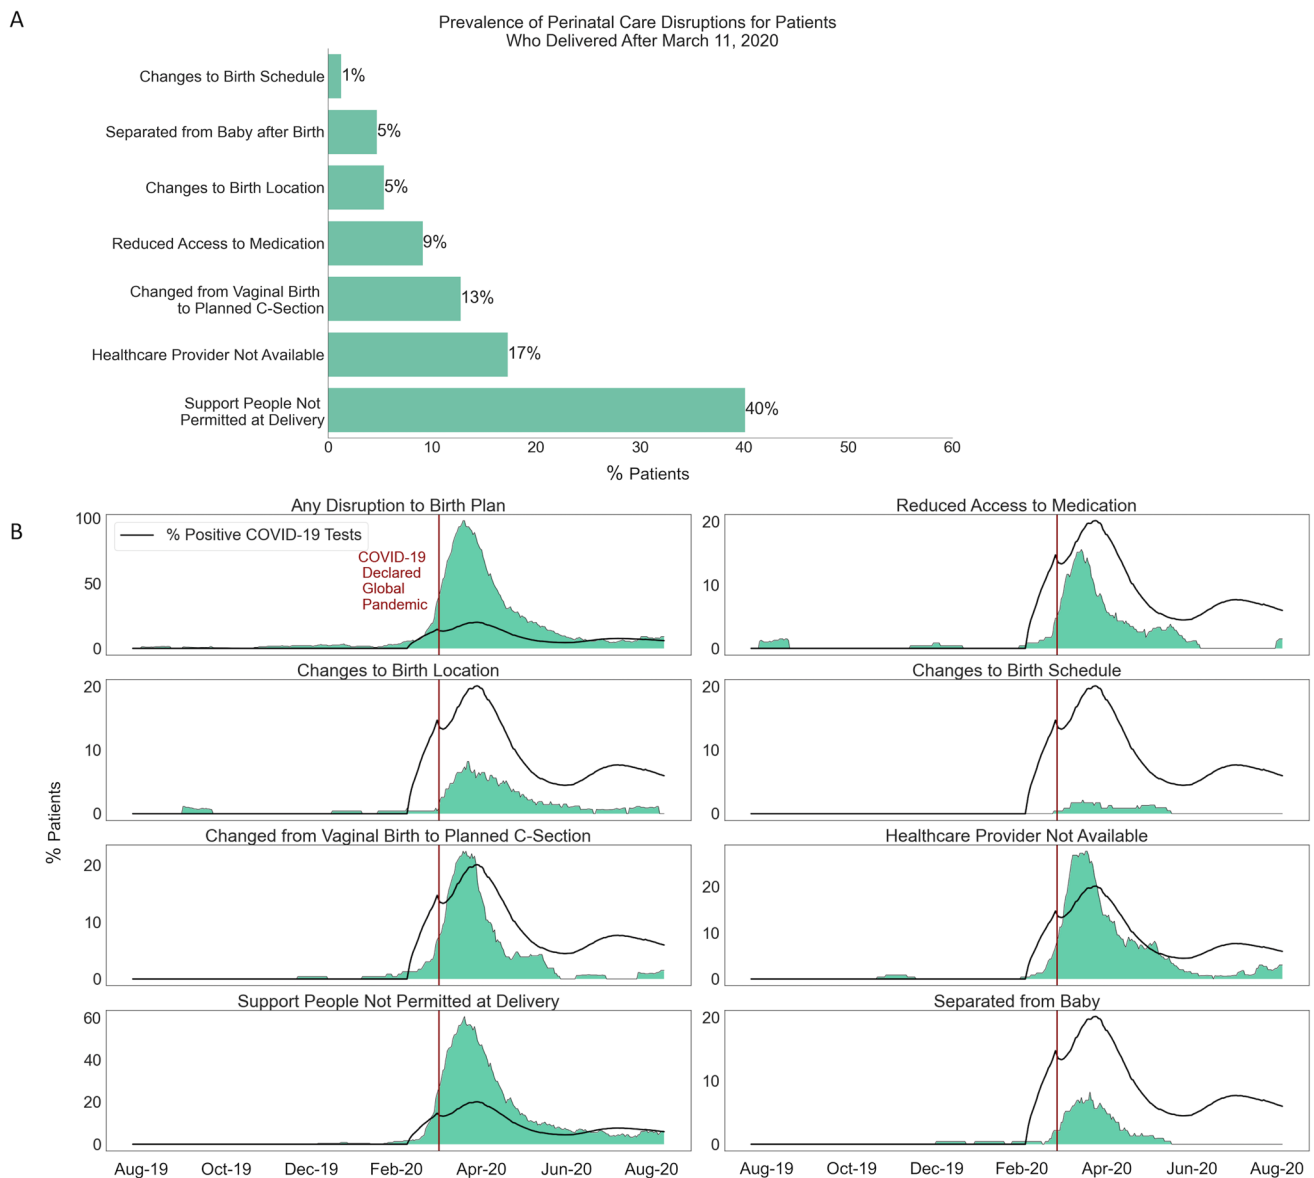 A
Prevalence of Perinatal Care Disruptions for Patients
Who Delivered After March 11, 2020
Changes to Birth Schedule
1%
Separated from Baby after Birth
5%
Changes to Birth Location
5%
Reduced Access to Medication
9%
Changed from Vaginal Birth
to Planned C-Section
13%
Healthcare Provider Not Available
17%
Support People Not
Permitted at Delivery
40%
0 10 20 30 40 50 60
% Patients
B
% Patients
Any Disruption to Birth Plan
100
50
0
% Positive COVID-19 Tests
COVID-19
Declared
Global
Pandemic
Reduced Access to Medication
20
10
0
Changes to Birth Location
20
10
0
Changes to Birth Schedule
20
10
0
Changed from Vaginal Birth to Planned C-Section
20
10
0
Healthcare Provider Not Available
20
10
0
Support People Not Permitted at Delivery
60
40
20
0
Aug-19 Oct-19 Dec-19 Feb-20 Apr-20 Jun-20 Aug-20
Separated from Baby
20
10
0
Aug-19 Oct-19 Dec-19 Feb-20 Apr-20 Jun-20 Aug-20